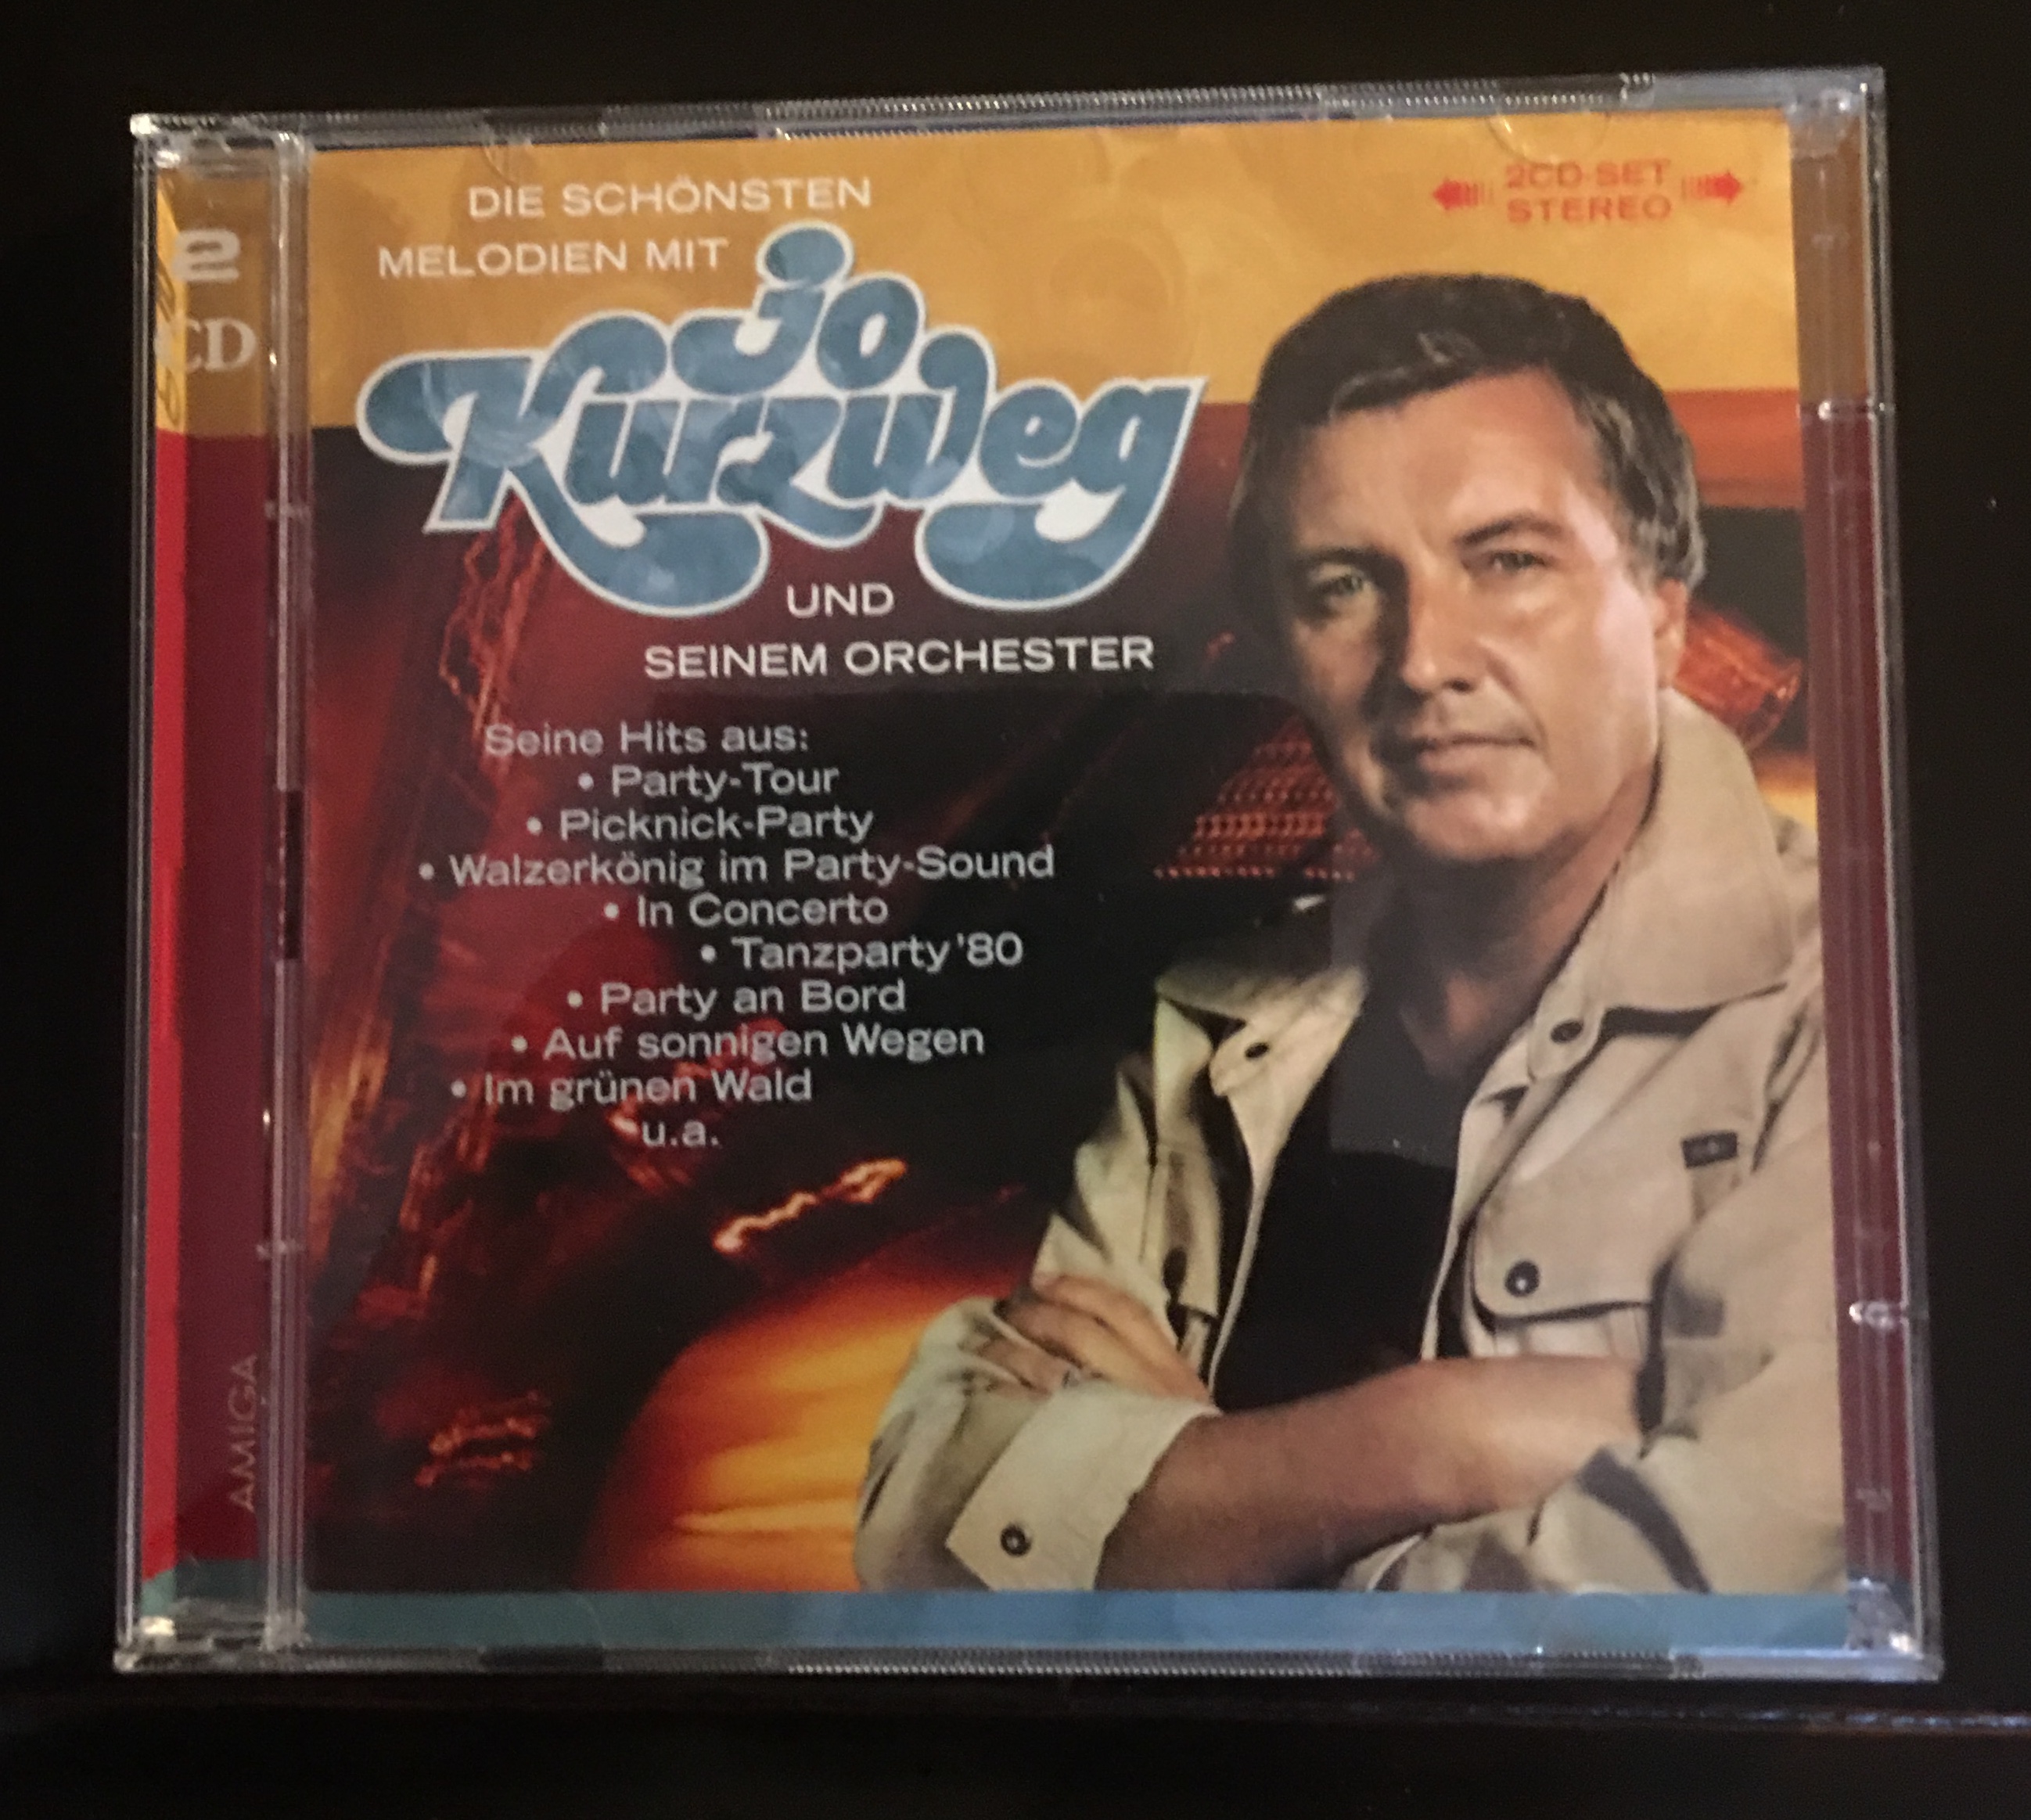 DIE SCHÖNSTEN
MELODIEN MIT
jo
Kurzweg
UND
SEINEM ORCHESTER
2CD-SET
STEREO
Seine Hits aus:
• Party-Tour
• Picknick-Party
• Walzerkönig im Party-Sound
• In Concerto
• Tanzparty '80
• Party an Bord
• Auf sonnigen Wegen
• Im grünen Wald
u.a.
2
CD
AMIGA